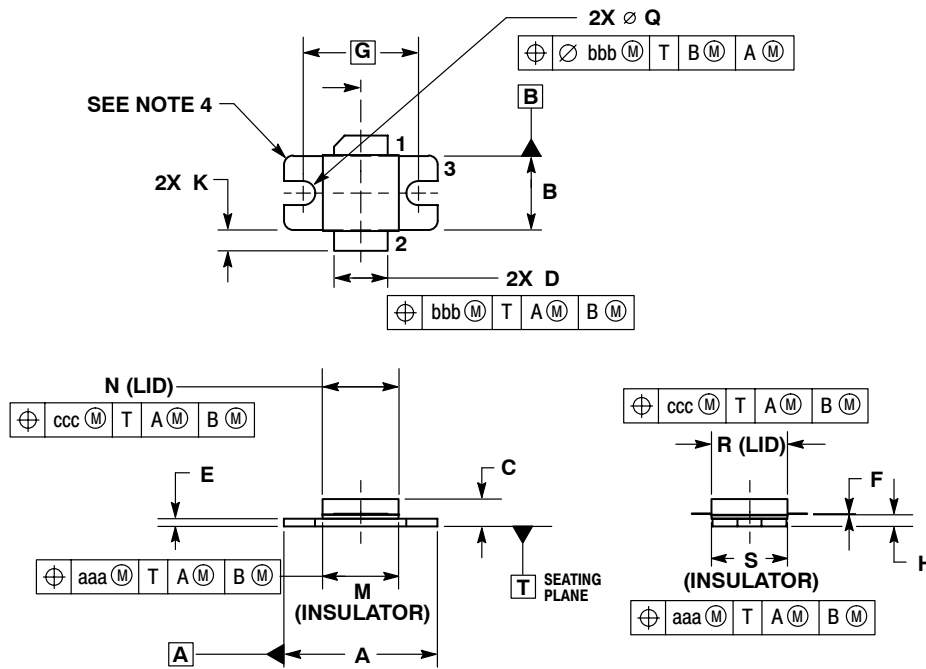 2X ⌀ Q
⌖ ⌀ bbb Ⓜ T B Ⓜ A Ⓜ
G
SEE NOTE 4
B
1
3
2X K
B
2
2X D
⌖ bbb Ⓜ T A Ⓜ B Ⓜ
N (LID)
⌖ ccc Ⓜ T A Ⓜ B Ⓜ
⌖ ccc Ⓜ T A Ⓜ B Ⓜ
R (LID)
E
C
F
H
⌖ aaa Ⓜ T A Ⓜ B Ⓜ
M
(INSULATOR)
T SEATING
PLANE
S
(INSULATOR)
⌖ aaa Ⓜ T A Ⓜ B Ⓜ
A
A